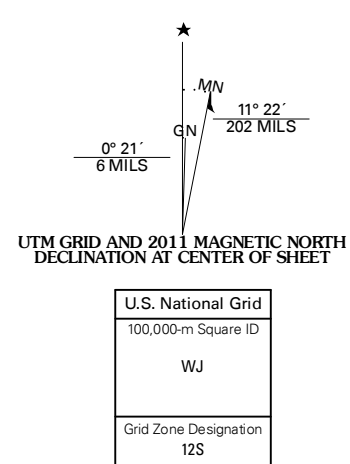 MN
GN
11° 22´
202 MILS
0° 21´
6 MILS
UTM GRID AND 2011 MAGNETIC NORTH
DECLINATION AT CENTER OF SHEET
U.S. National Grid
100,000-m Square ID
WJ
Grid Zone Designation
12S